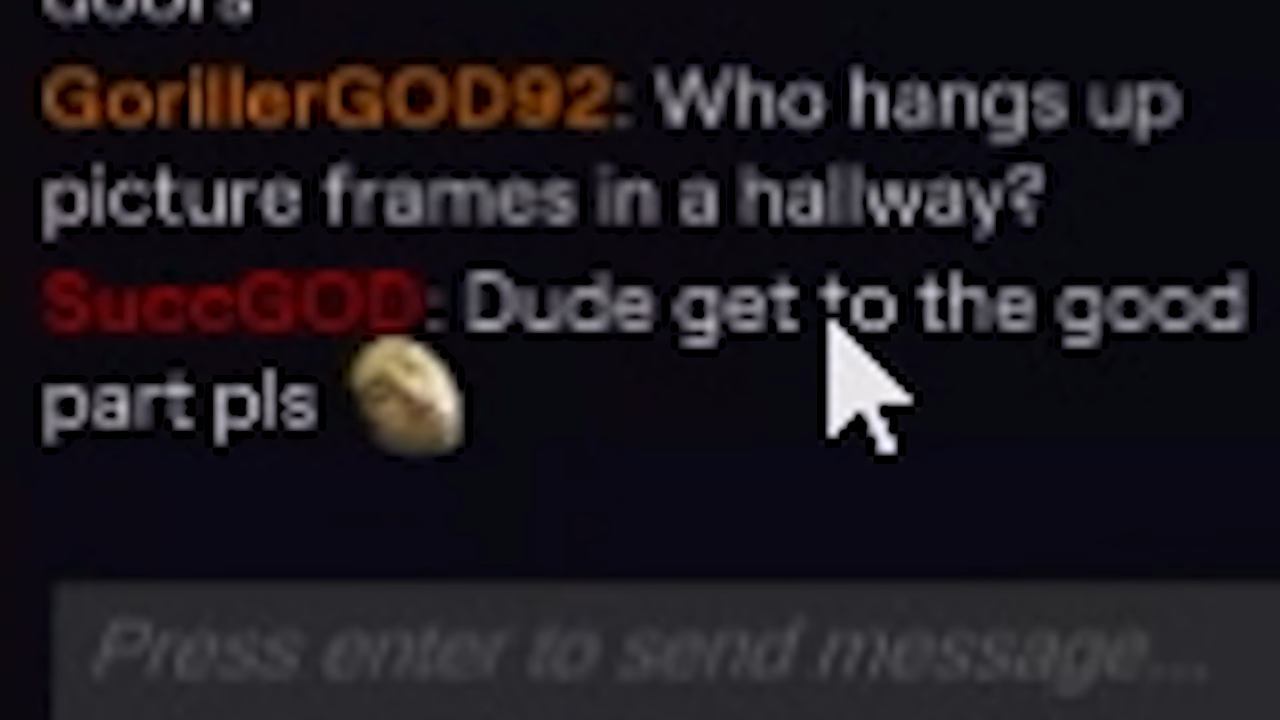 doors
GorillerGOD92: Who hangs up
picture frames in a hallway?
SuccGOD: Dude get to the good
part pls
Press enter to send message...